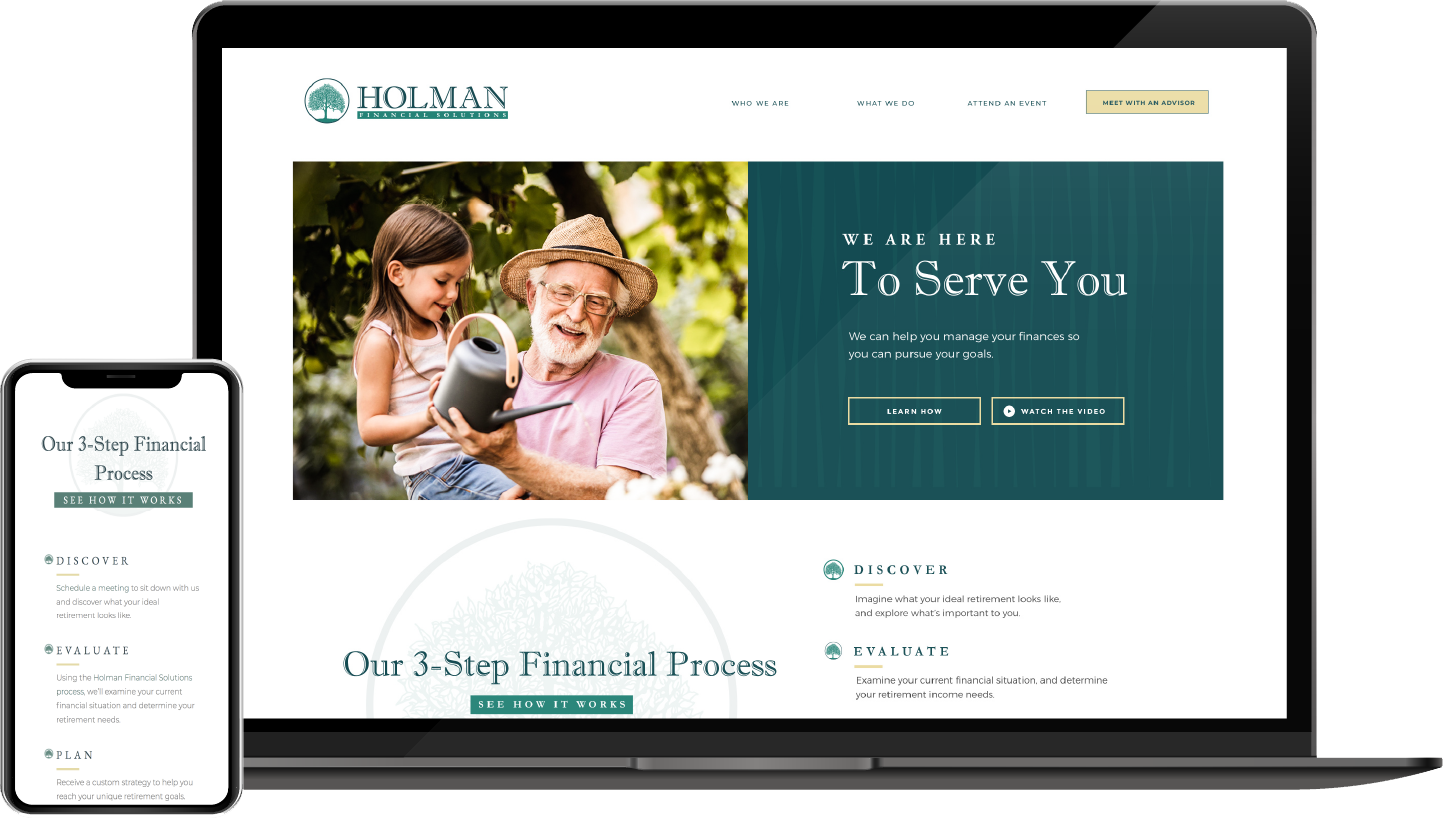 HOLMAN
FINANCIAL SOLUTIONS
WHO WE ARE
WHAT WE DO
ATTEND AN EVENT
MEET WITH AN ADVISOR
WE ARE HERE
To Serve You
We can help you manage your finances so
you can pursue your goals.
LEARN HOW
WATCH THE VIDEO
Our 3-Step Financial Process
SEE HOW IT WORKS
DISCOVER
Imagine what your ideal retirement looks like,
and explore what's important to you.
EVALUATE
Examine your current financial situation, and determine
your retirement income needs.
Our 3-Step Financial
Process
SEE HOW IT WORKS
DISCOVER
Schedule a meeting to sit down with us
and discover what your ideal
retirement looks like.
EVALUATE
Using the Holman Financial Solutions
process, we'll examine your current
financial situation and determine your
retirement needs.
PLAN
Receive a custom strategy to help you
reach your unique retirement goals.